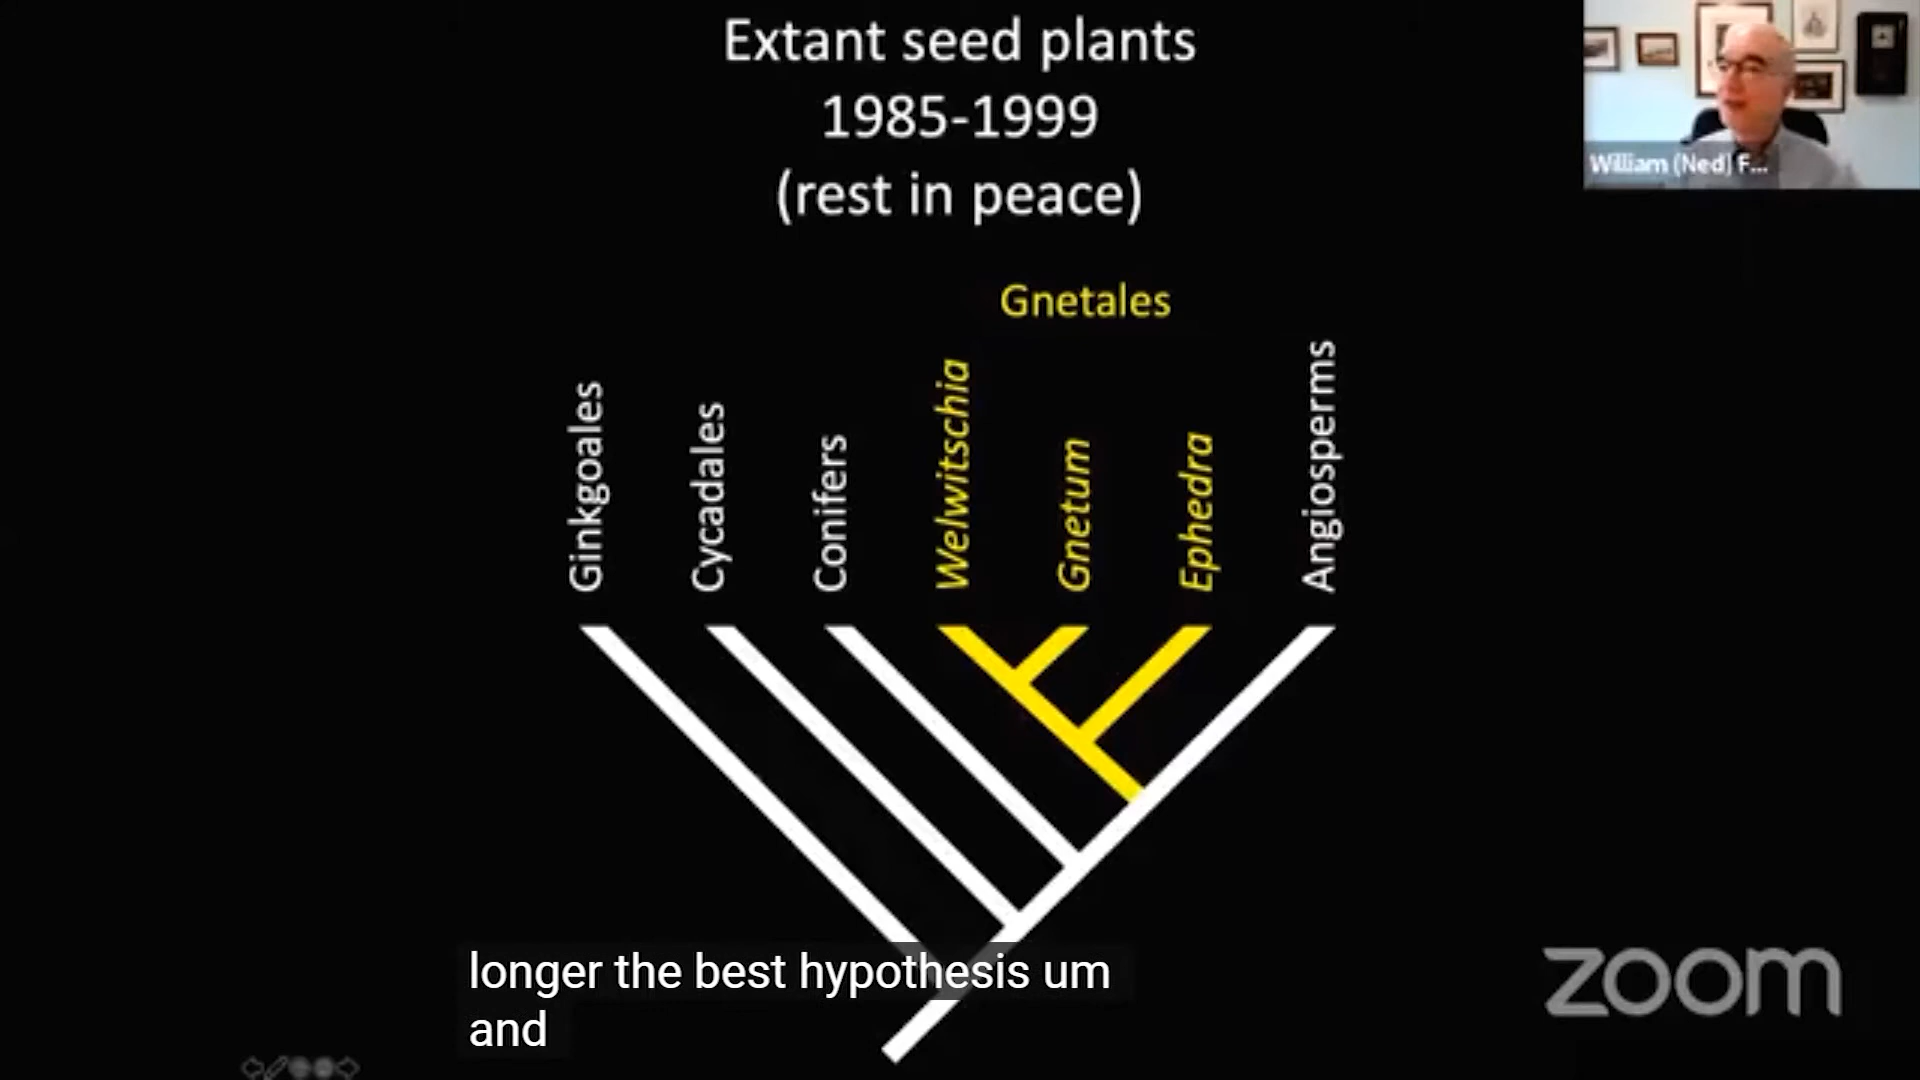 Extant seed plants
1985-1999
(rest in peace)
William (Ned) F...
Gnetales
Ginkgoales
Cycadales
Conifers
Welwitschia
Gnetum
Ephedra
Angiosperms
longer the best hypothesis um
and
zoom